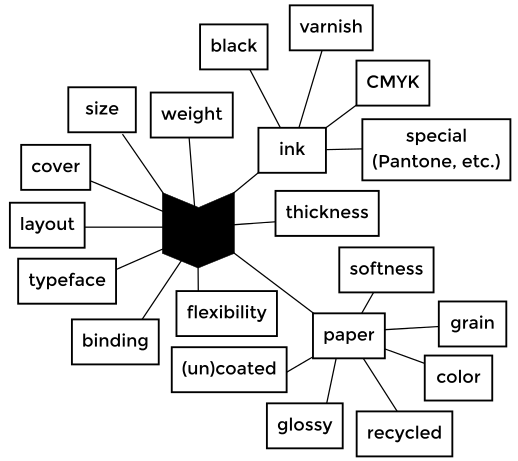 varnish
black
CMYK
size
weight
special
(Pantone, etc.)
ink
cover
thickness
layout
softness
typeface
flexibility
grain
binding
paper
(un)coated
color
glossy
recycled